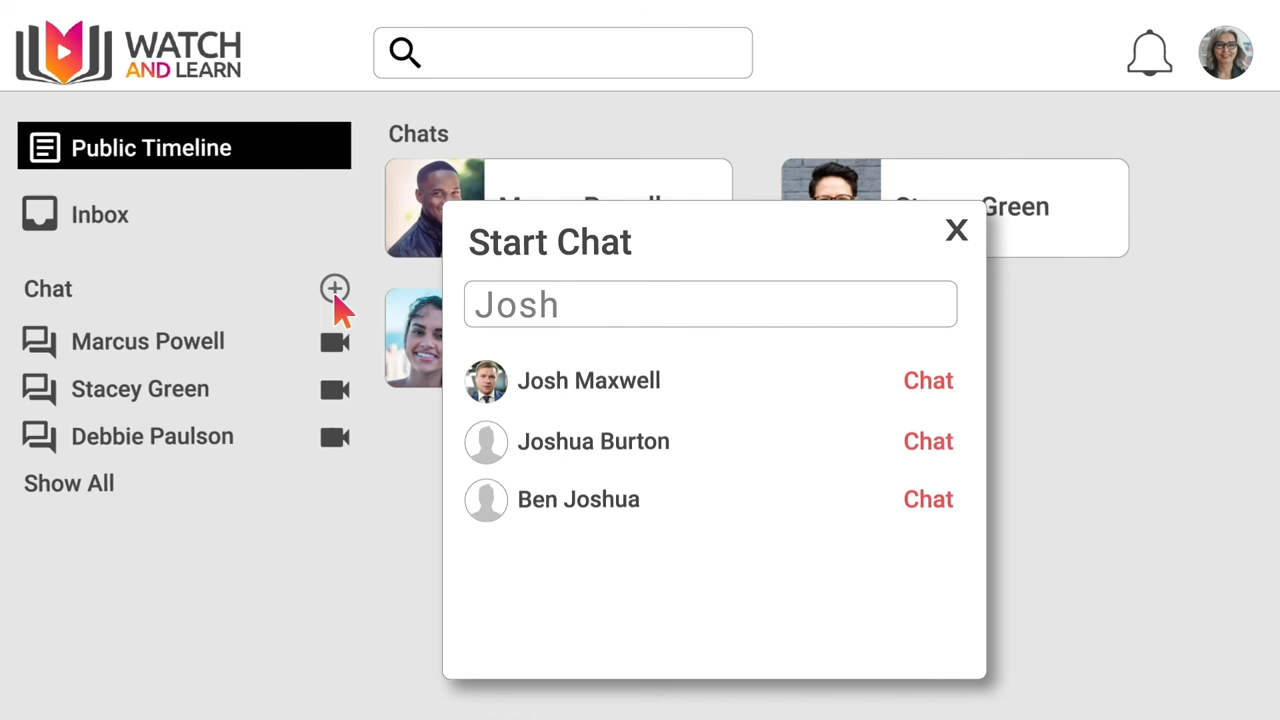 WATCH
AND LEARN
Public Timeline
Inbox
Chat
Marcus Powell
Stacey Green
Debbie Paulson
Show All
Chats
Green
Start Chat
X
Josh
Josh Maxwell Chat
Joshua Burton Chat
Ben Joshua Chat